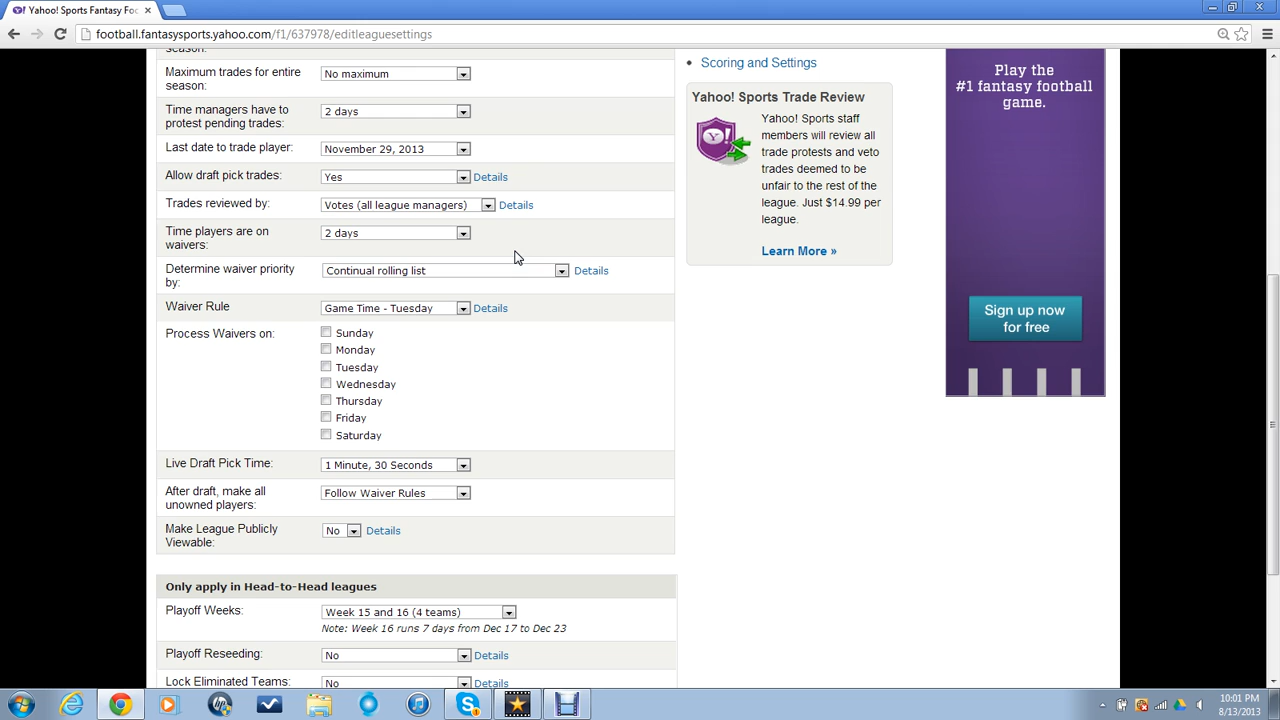 Yahoo! Sports Fantasy Foo
football.fantasysports.yahoo.com/f1/637978/editleaguesettings
season:
Maximum trades for entire season:
No maximum
Time managers have to protest pending trades:
2 days
Last date to trade player:
November 29, 2013
Allow draft pick trades:
Yes
Details
Trades reviewed by:
Votes (all league managers)
Details
Time players are on waivers:
2 days
Determine waiver priority by:
Continual rolling list
Details
Waiver Rule
Game Time - Tuesday
Details
Process Waivers on:
Sunday
Monday
Tuesday
Wednesday
Thursday
Friday
Saturday
Live Draft Pick Time:
1 Minute, 30 Seconds
After draft, make all unowned players:
Follow Waiver Rules
Make League Publicly Viewable:
No
Details
Only apply in Head-to-Head leagues
Playoff Weeks:
Week 15 and 16 (4 teams)
Note: Week 16 runs 7 days from Dec 17 to Dec 23
Playoff Reseeding:
No
Details
Lock Eliminated Teams:
No
Details
Scoring and Settings
Yahoo! Sports Trade Review
Yahoo! Sports staff
members will review all
trade protests and veto
trades deemed to be
unfair to the rest of the
league. Just $14.99 per
league.
Learn More »
Play the
#1 fantasy football
game.
Sign up now
for free
10:01 PM
8/13/2013